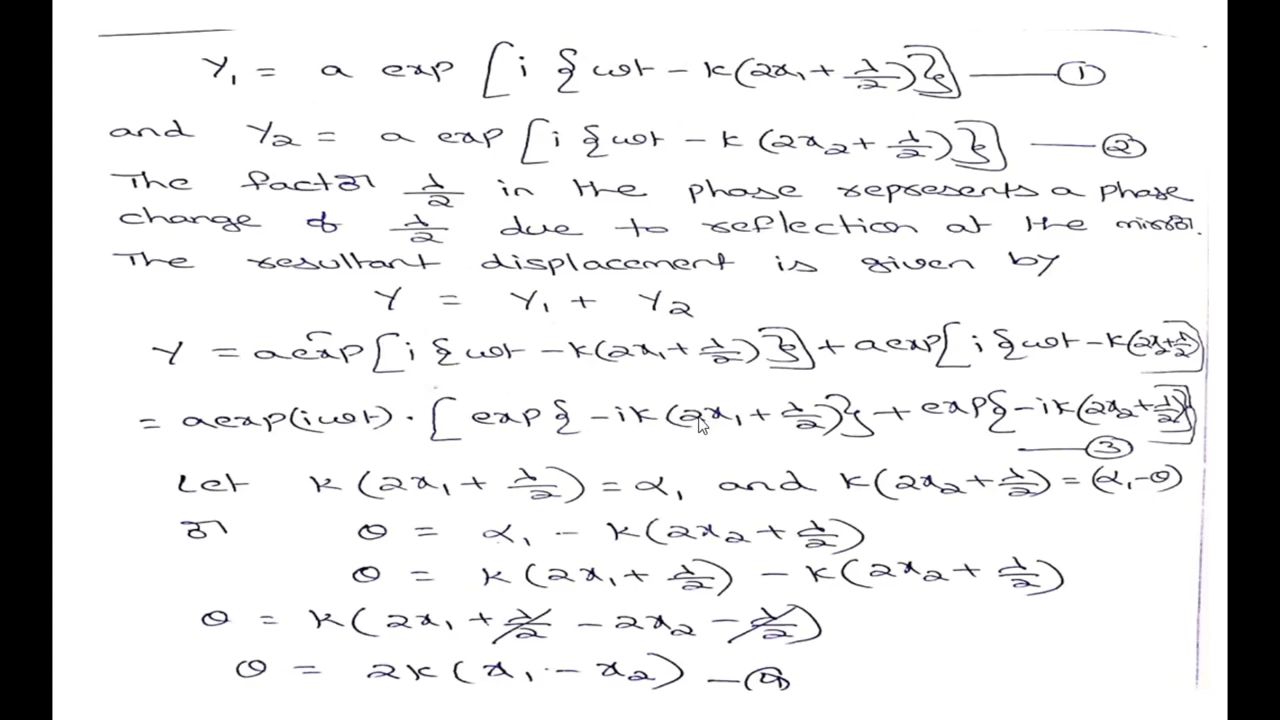 Y₁ = a exp [i {ωt − k(2x₁ + λ/2)}] —— ①
and Y₂ = a exp [i {ωt − k(2x₂ + λ/2)}] —— ②
The factor λ/2 in the phase represents a phase
change of λ/2 due to reflection at the mirror.
The resultant displacement is given by
Y = Y₁ + Y₂
Y = a exp [i {ωt − k(2x₁ + λ/2)}] + a exp [i {ωt − k(2x₂ + λ/2)}]
= a exp(iωt) · [exp{−ik(2x₁ + λ/2)} + exp{−ik(2x₂ + λ/2)}]
—— ③
Let k(2x₁ + λ/2) = α₁ and k(2x₂ + λ/2) = (α₁ − θ)
or θ = α₁ − k(2x₂ + λ/2)
θ = k(2x₁ + λ/2) − k(2x₂ + λ/2)
θ = k(2x₁ + λ/2 − 2x₂ − λ/2)
θ = 2k(x₁ − x₂) — ④